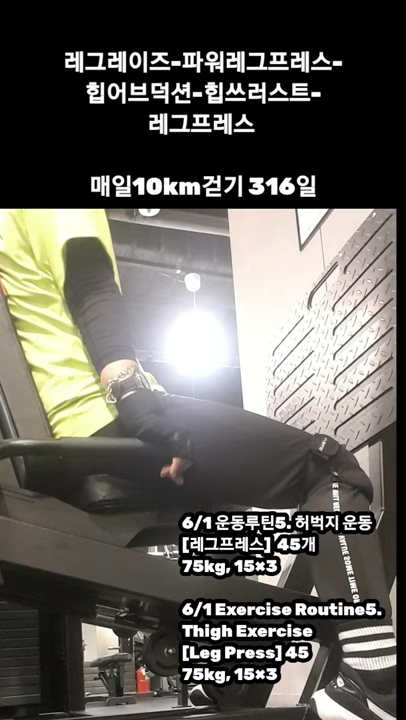 레그레이즈-파워레그프레스-
힙어브덕션-힙쓰러스트-
레그프레스
매일10km걷기 316일
6/1 운동루틴5. 허벅지 운동
[레그프레스] 45개
75kg, 15×3
6/1 Exercise Routine5.
Thigh Exercise
[Leg Press] 45
75kg, 15×3